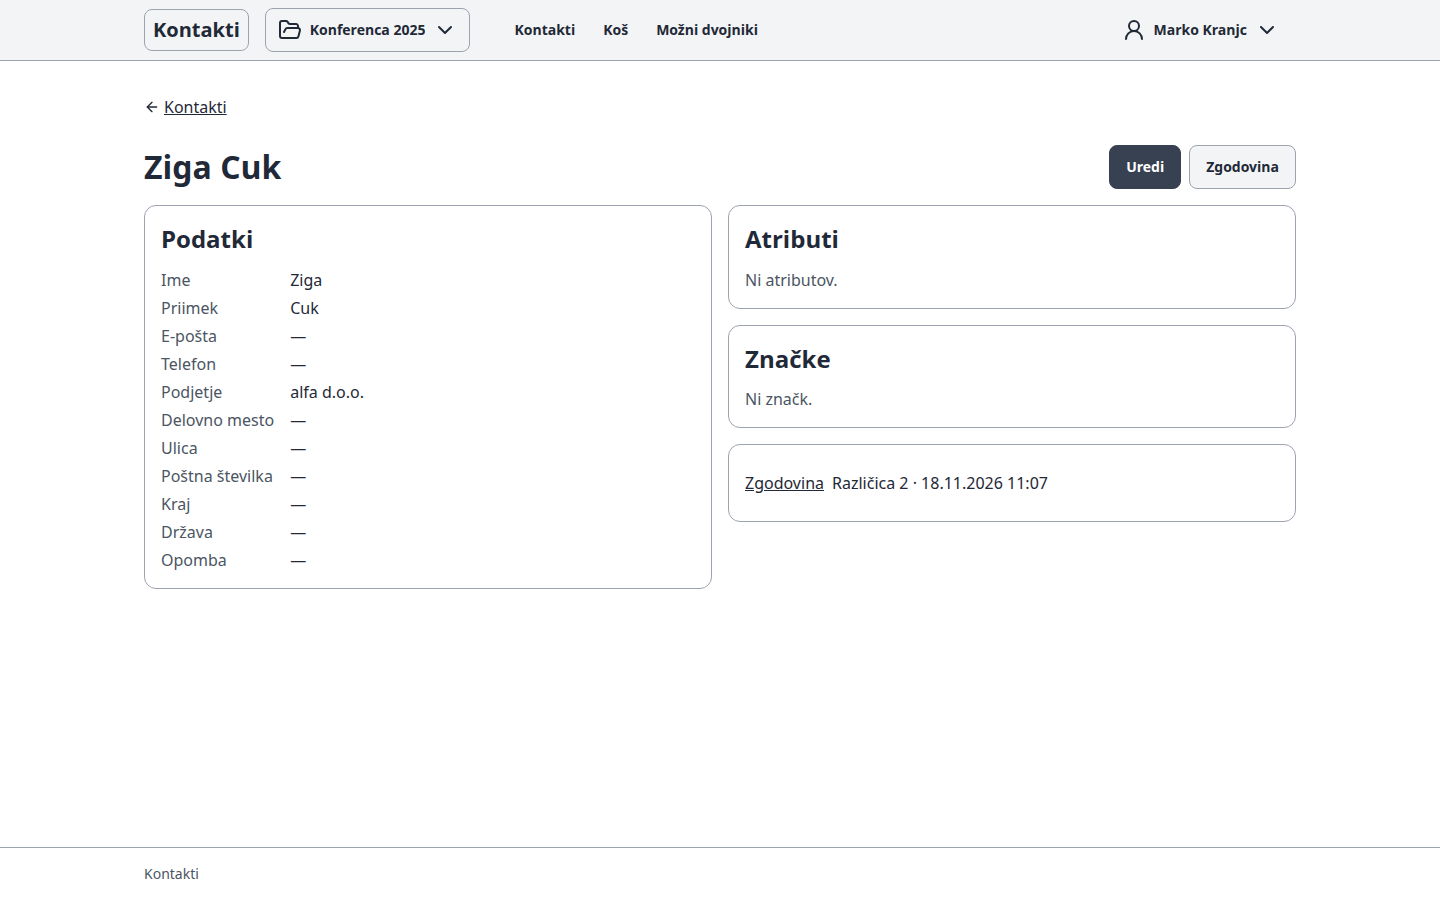 Kontakti
Konferenca 2025
Kontakti
Koš
Možni dvojniki
Marko Kranjc
Kontakti
Ziga Cuk
Uredi
Zgodovina
Podatki
Ime Ziga
Priimek Cuk
E-pošta —
Telefon —
Podjetje alfa d.o.o.
Delovno mesto —
Ulica —
Poštna številka —
Kraj —
Država —
Opomba —
Atributi
Ni atributov.
Značke
Ni značk.
Zgodovina Različica 2 · 18.11.2026 11:07
Kontakti